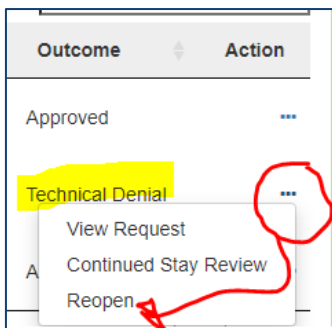 Outcome Action
Approved ...
Technical Denial ...
View Request
Continued Stay Review
A
Reopen